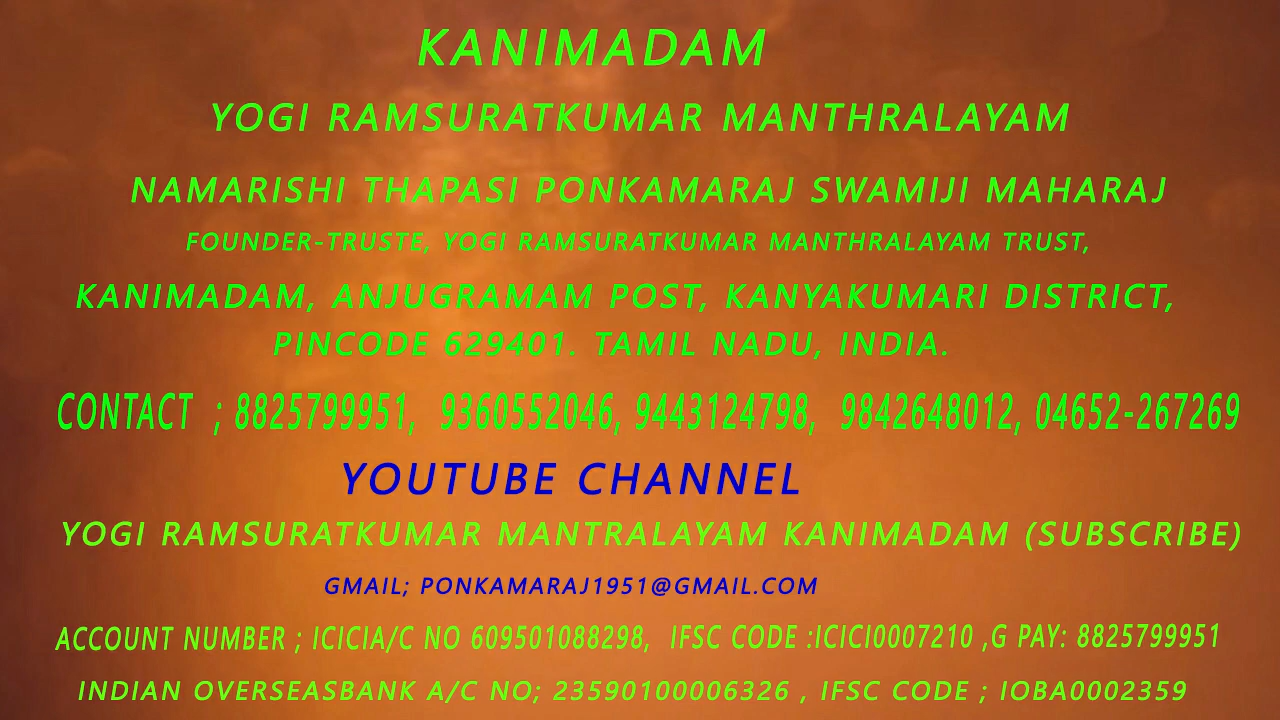 KANIMADAM
YOGI RAMSURATKUMAR MANTHRALAYAM
NAMARISHI THAPASI PONKAMARAJ SWAMIJI MAHARAJ
FOUNDER-TRUSTE, YOGI RAMSURATKUMAR MANTHRALAYAM TRUST,
KANIMADAM, ANJUGRAMAM POST, KANYAKUMARI DISTRICT,
PINCODE 629401. TAMIL NADU, INDIA.
CONTACT ; 8825799951, 9360552046, 9443124798, 9842648012, 04652-267269
YOUTUBE CHANNEL
YOGI RAMSURATKUMAR MANTRALAYAM KANIMADAM (SUBSCRIBE)
GMAIL; PONKAMARAJ1951@GMAIL.COM
ACCOUNT NUMBER ; ICICIA/C NO 609501088298, IFSC CODE :ICICI0007210 ,G PAY: 8825799951
INDIAN OVERSEASBANK A/C NO; 23590100006326 , IFSC CODE ; IOBA0002359